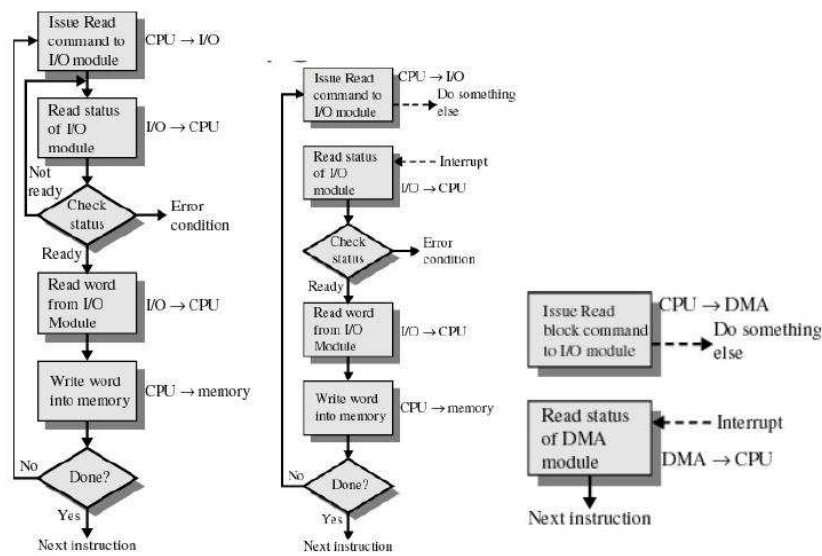 Issue Read
command to
I/O module
CPU → I/O
Read status
of I/O
module
I/O → CPU
Not
ready
Check
status
Error
condition
Ready
Read word
from I/O
Module
I/O → CPU
Write word
into memory
CPU → memory
No
Done?
Yes
Next instruction
Issue Read
command to
I/O module
CPU → I/O
Do something
else
Read status
of I/O
module
Interrupt
I/O → CPU
Check
status
Error
condition
Ready
Read word
from I/O
Module
I/O → CPU
Write word
into memory
CPU → memory
No
Done?
Yes
Next instruction
Issue Read
block command
to I/O module
CPU → DMA
Do something
else
Read status
of DMA
module
Interrupt
DMA → CPU
Next instruction